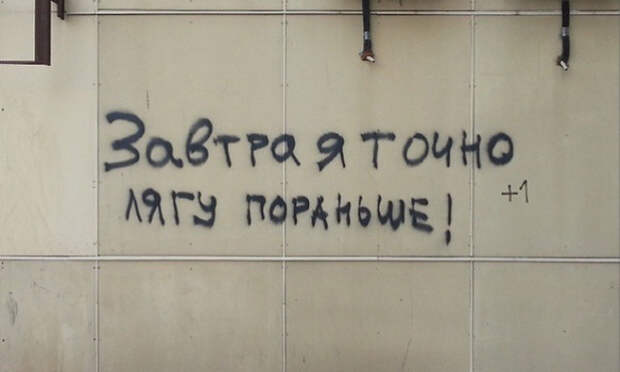 Завтра я точно
лягу пораньше!
+1